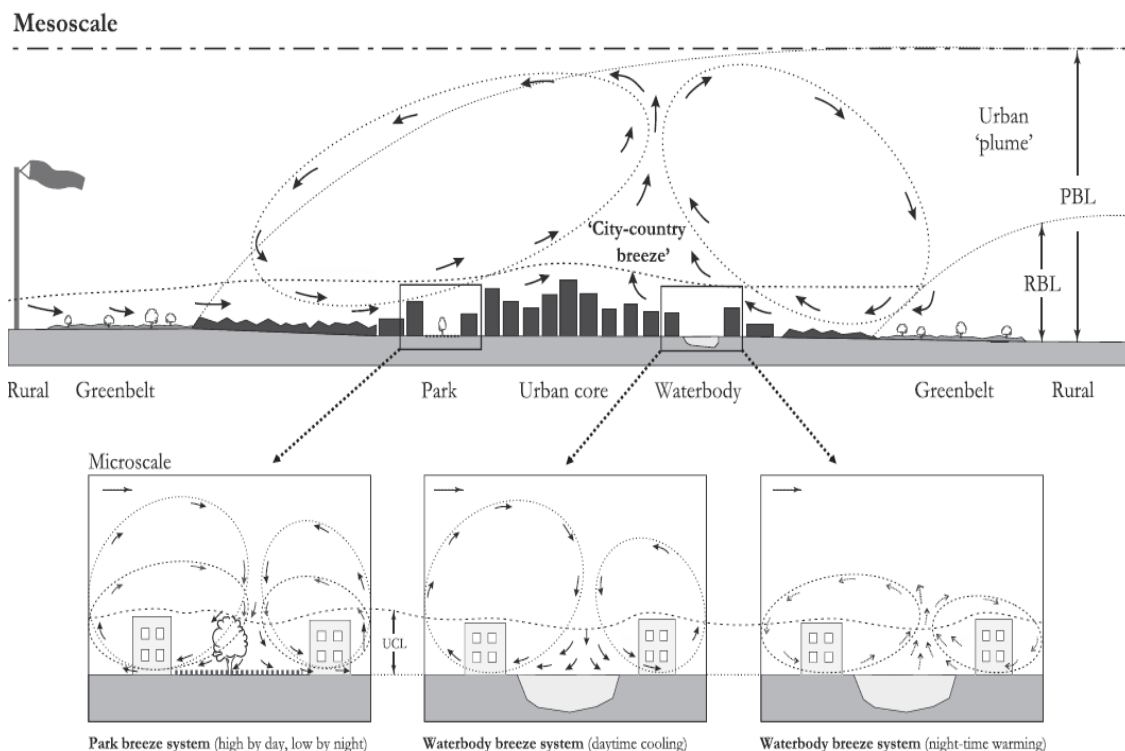 Mesoscale
Urban
'plume'
PBL
'City-country
breeze'
RBL
Rural Greenbelt Park Urban core Waterbody Greenbelt Rural
Microscale
UCL
Park breeze system (high by day, low by night) Waterbody breeze system (daytime cooling) Waterbody breeze system (night-time warming)